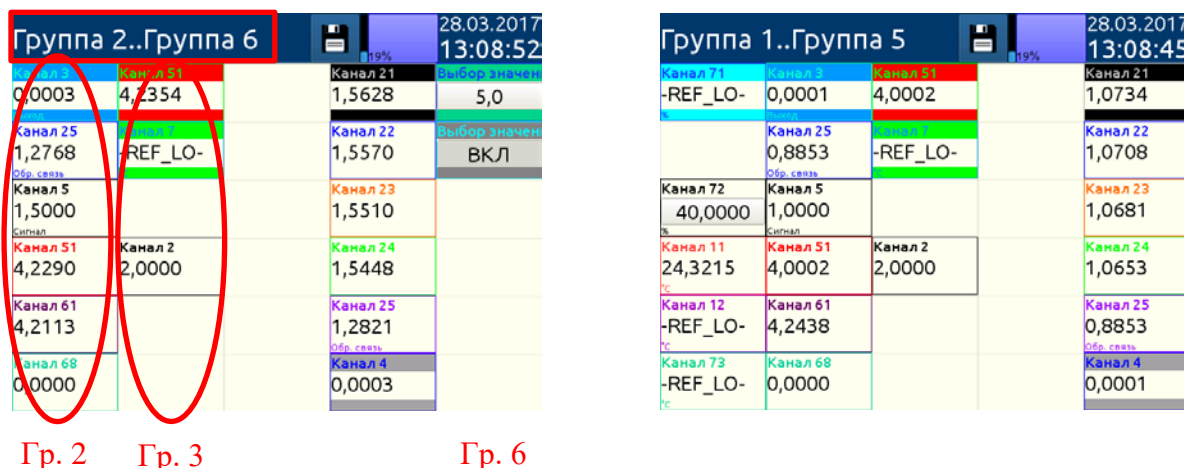 Группа 2..Группа 6
19%
28.03.2017
13:08:52
Канал 3
0,0003
Выход
Канал 51
4,2354
Канал 21
1,5628
Выбор значен
5,0
Канал 25
1,2768
Обр. связь
Канал 7
-REF_LO-
°C
Канал 22
1,5570
Выбор значен
ВКЛ
Канал 5
1,5000
Сигнал
Канал 23
1,5510
Канал 51
4,2290
Канал 2
2,0000
Канал 24
1,5448
Канал 61
4,2113
Канал 25
1,2821
Обр. связь
Канал 68
0,0000
Канал 4
0,0003
Гр. 2
Гр. 3
Гр. 6
Группа 1..Группа 5
19%
28.03.2017
13:08:45
Канал 71
-REF_LO-
%
Канал 3
0,0001
Выход
Канал 51
4,0002
Канал 21
1,0734
Канал 25
0,8853
Обр. связь
Канал 7
-REF_LO-
°C
Канал 22
1,0708
Канал 72
40,0000
%
Канал 5
1,0000
Сигнал
Канал 23
1,0681
Канал 11
24,3215
°C
Канал 51
4,0002
Канал 2
2,0000
Канал 24
1,0653
Канал 12
-REF_LO-
°C
Канал 61
4,2438
Канал 25
0,8853
Обр. связь
Канал 73
-REF_LO-
°C
Канал 68
0,0000
Канал 4
0,0001